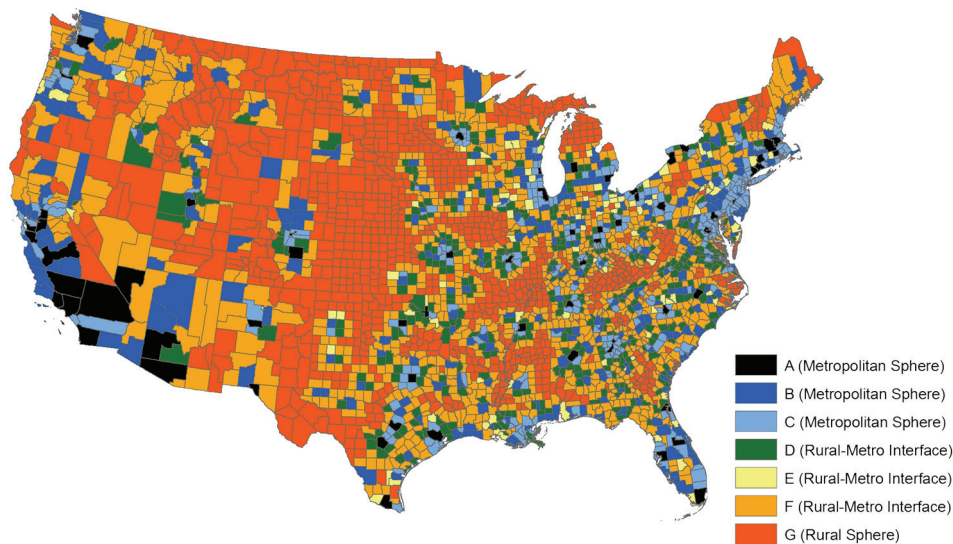 A (Metropolitan Sphere)
B (Metropolitan Sphere)
C (Metropolitan Sphere)
D (Rural-Metro Interface)
E (Rural-Metro Interface)
F (Rural-Metro Interface)
G (Rural Sphere)